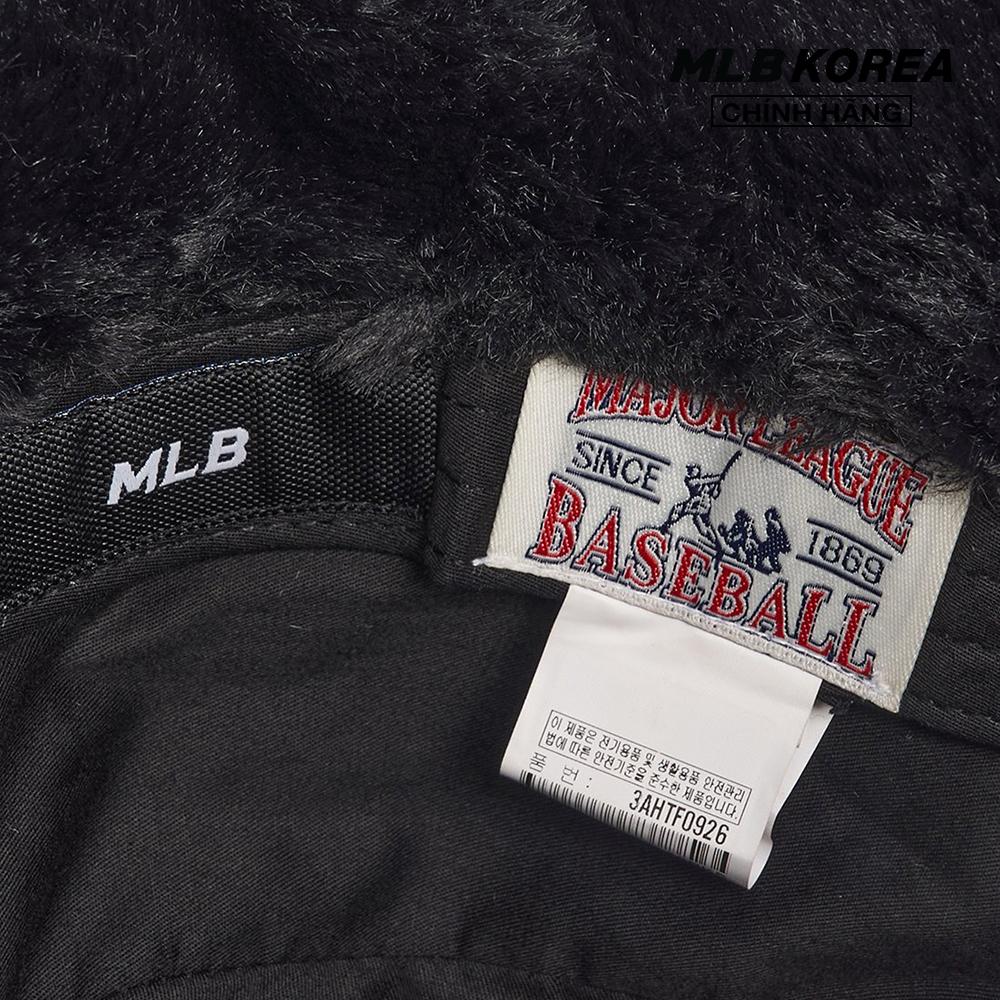 MLB KOREA
CHÍNH HÃNG
MLB
MAJOR LEAGUE
SINCE
1869
BASEBALL
이 제품은 전기용품 및 생활용품 안전관리
법에 따른 안전기준을 준수한 제품입니다.
품 번 :
3AHTF0926